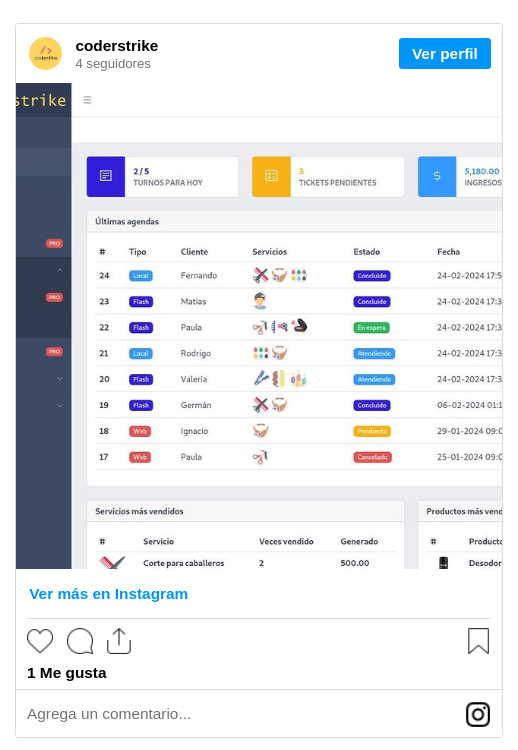 coderstrike
4 seguidores
Ver perfil
strike
2 / 5
TURNOS PARA HOY
3
TICKETS PENDIENTES
5,180.00
INGRESOS
Últimas agendas
# Tipo Cliente Servicios Estado Fecha
24 Local Fernando Concluido 24-02-2024 17:5
23 Flash Matias Concluido 24-02-2024 17:3
22 Flash Paula En espera 24-02-2024 17:3
21 Local Rodrigo Atendiendo 24-02-2024 17:3
20 Flash Valeria Atendiendo 24-02-2024 17:3
19 Flash Germán Concluido 06-02-2024 01:1
18 Web Ignacio Pendiente 29-01-2024 09:0
17 Web Paula Cancelado 25-01-2024 09:0
PRO
PRO
PRO
Servicios más vendidos
# Servicio Veces vendido Generado
Corte para caballeros 2 500.00
Productos más vend
# Producto
Desodor
Ver más en Instagram
1 Me gusta
Agrega un comentario...